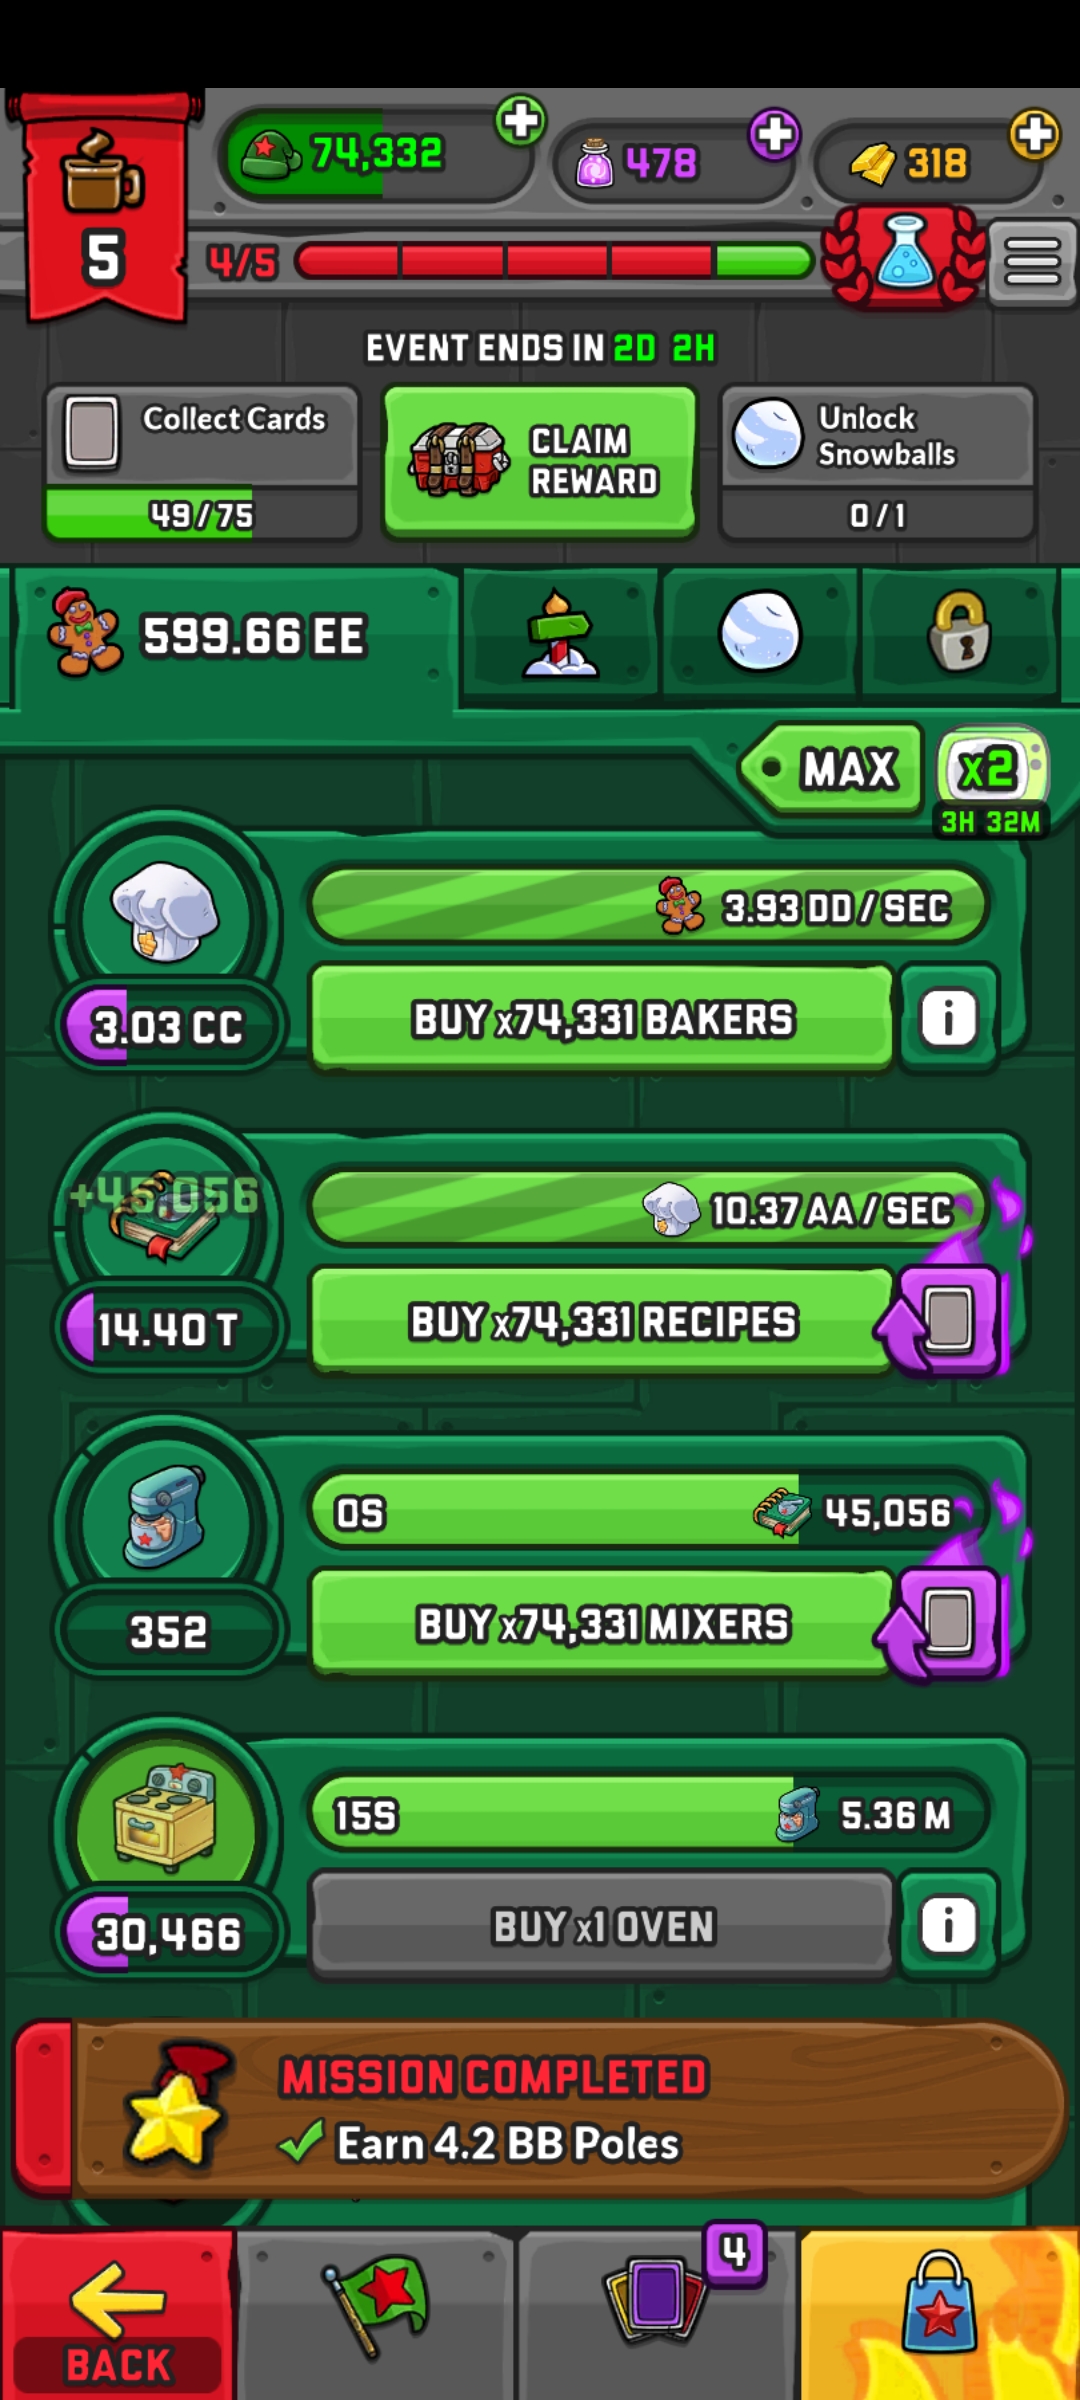 74,332
478
318
5
4/5
EVENT ENDS IN 2D 2H
Collect Cards
49/75
CLAIM
REWARD
Unlock
Snowballs
0/1
599.66 EE
MAX
x2
3H 32M
3.93 DD/SEC
3.03 CC
BUY x74,331 BAKERS
i
+45,056
10.37 AA/SEC
14.40 T
BUY x74,331 RECIPES
0S
45,056
352
BUY x74,331 MIXERS
15S
5.36 M
30,466
BUY x1 OVEN
i
MISSION COMPLETED
Earn 4.2 BB Poles
4
BACK